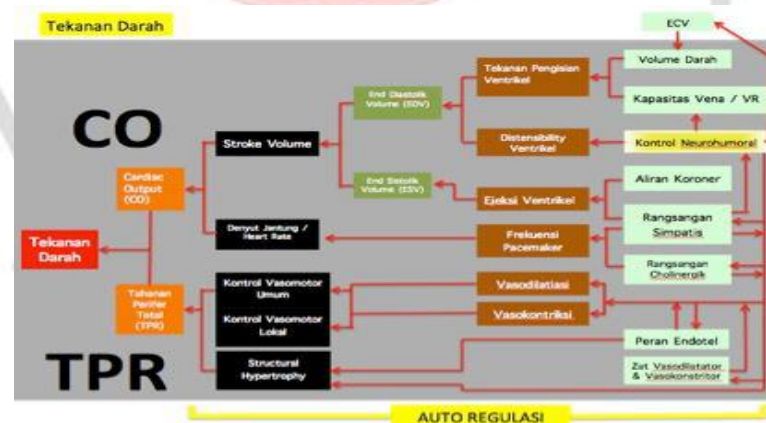 Tekanan Darah
ECV
Volume Darah
Tekanan Pengisian
Ventrikel
Kapasitas Vena / VR
End Diastolik
Volume (EDV)
CO
Stroke Volume
Distensibility
Ventrikel
Kontrol Neurohumoral
Cardiac
Output
(CO)
End Sistolik
Volume (ESV)
Ejeksi Ventrikel
Aliran Koroner
Rangsangan
Simpatis
Denyut Jantung /
Heart Rate
Frekuensi
Pacemaker
Tekanan
Darah
Rangsangan
Cholinergik
Kontrol Vasomotor
Umum
Vasodilatiasi
Tahanan
Perifer
Total
(TPR)
Kontrol Vasomotor
Lokal
Vasokontriksi
Peran Endotel
TPR
Structural
Hypertrophy
Zat Vasodilatator
& Vasokonstritor
AUTO REGULASI